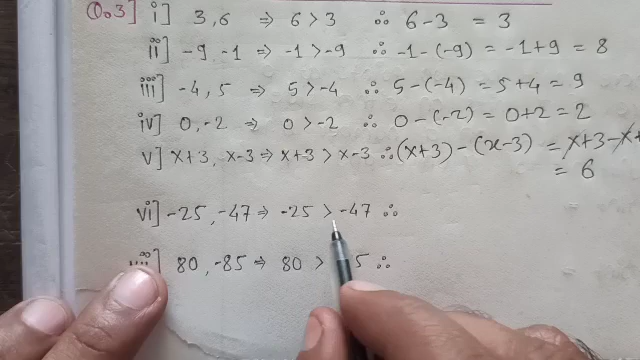 Q.3] i] 3, 6 ⇒ 6 > 3 ∴ 6 - 3 = 3
ii] -9, -1 ⇒ -1 > -9 ∴ -1 - (-9) = -1 + 9 = 8
iii] -4, 5 ⇒ 5 > -4 ∴ 5 - (-4) = 5 + 4 = 9
iv] 0, -2 ⇒ 0 > -2 ∴ 0 - (-2) = 0 + 2 = 2
v] x+3, x-3 ⇒ x+3 > x-3 ∴ (x+3) - (x-3) = x+3-x+
= 6
vi] -25, -47 ⇒ -25 > -47 ∴
80, -85 ⇒ 80 > 5 ∴